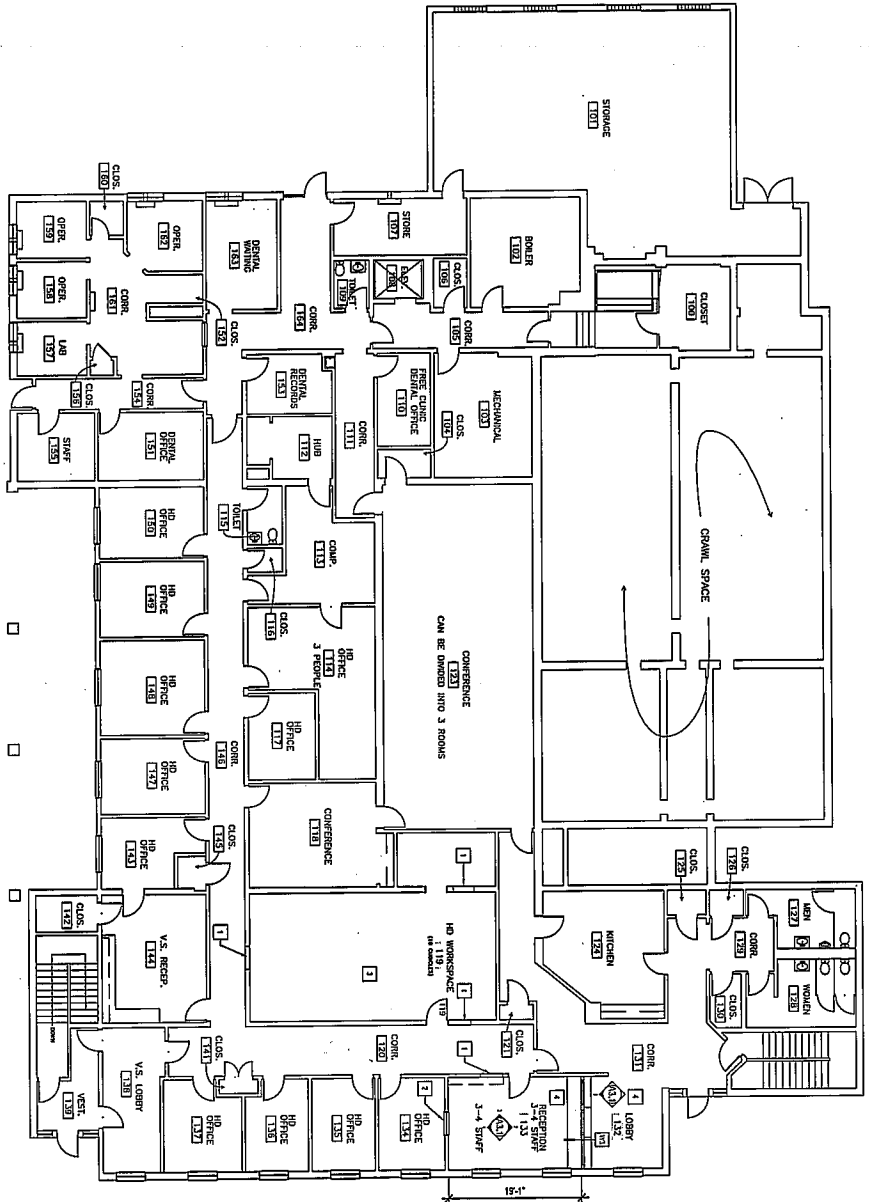 STORAGE
101
CLOS.
160
OPER.
159
OPER.
162
DENTAL
WAITING
163
STORE
107
BOILER
102
CLOS.
106
ELEV.
108
TOILET
109
CLOSET
100
OPER.
158
CORR.
161
CORR.
164
CORR.
105
LAB
157
CLOS.
152
CLOS.
156
CORR.
154
DENTAL
RECORDS
153
FREE CLINIC
DENTAL OFFICE
110
MECHANICAL
103
CLOS.
104
STAFF
155
DENTAL
OFFICE
151
HUB
112
CORR.
111
HD
OFFICE
150
TOILET
115
COMP.
113
CRAWL SPACE
HD
OFFICE
149
CLOS.
116
HD
OFFICE
114
3 PEOPLE
CONFERENCE
123
CAN BE DIVIDED INTO 3 ROOMS
HD
OFFICE
148
HD
OFFICE
117
HD
OFFICE
147
CORR.
146
HD
OFFICE
143
CLOS.
145
CONFERENCE
118
1
CLOS.
125
CLOS.
126
CLOS.
142
V.S. RECEP.
144
1
HD WORKSPACE
119
3
119
KITCHEN
124
MEN
127
CORR.
129
WOMEN
128
CLOS.
130
DOWN
CLOS.
141
CORR.
120
CLOS.
121
CORR.
131
V.S. LOBBY
138
VEST.
139
HD
OFFICE
137
HD
OFFICE
136
HD
OFFICE
135
HD
OFFICE
134
2
RECEPTION
133
3-4 STAFF
4
LOBBY
132
4
19'-1"